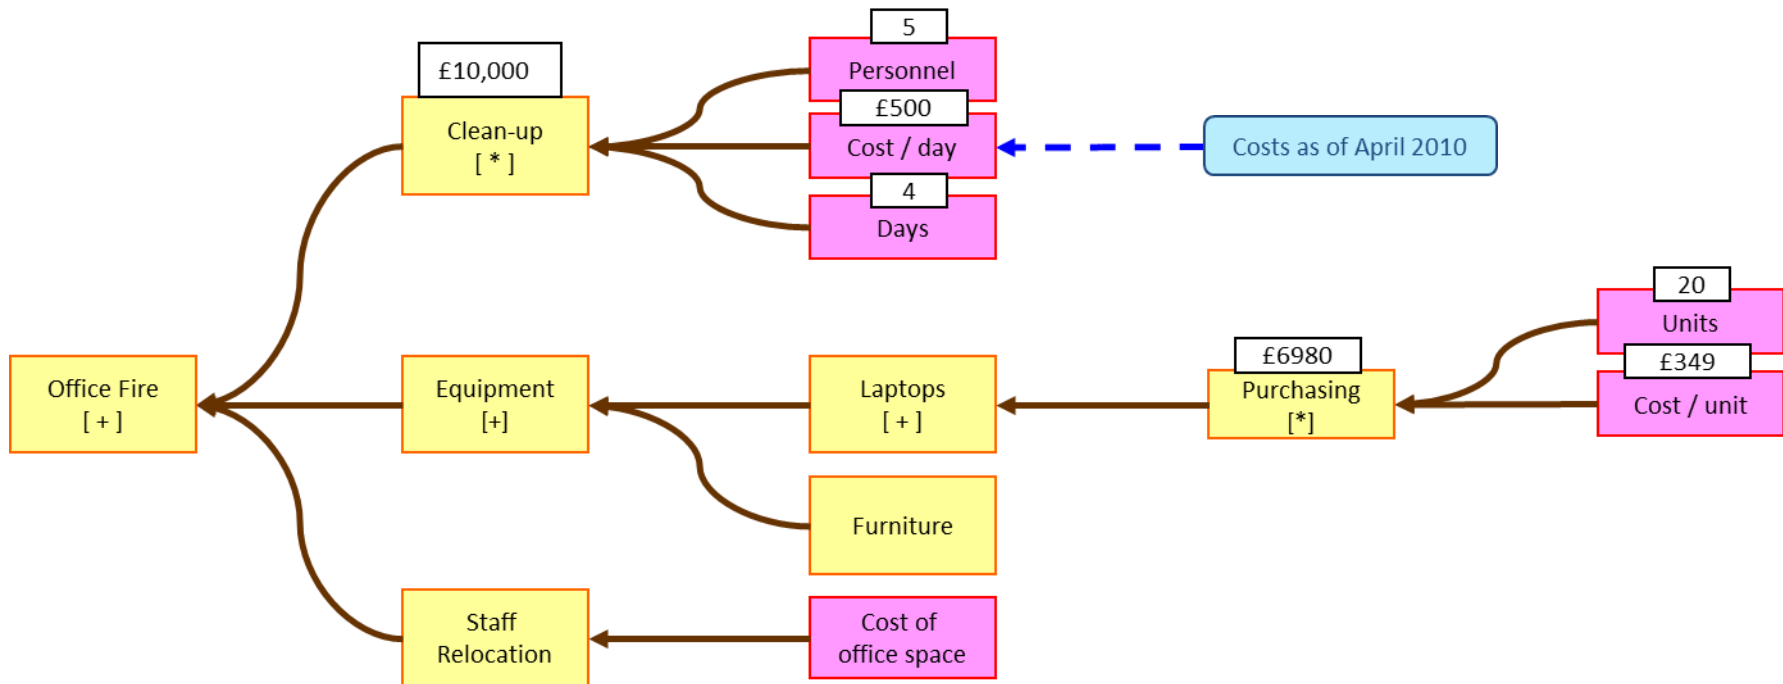 5
£10,000
Personnel
£500
Clean-up
[ * ]
Cost / day
Costs as of April 2010
4
Days
20
Units
£6980
£349
Office Fire
[ + ]
Equipment
[+]
Laptops
[ + ]
Purchasing
[*]
Cost / unit
Furniture
Staff
Relocation
Cost of
office space